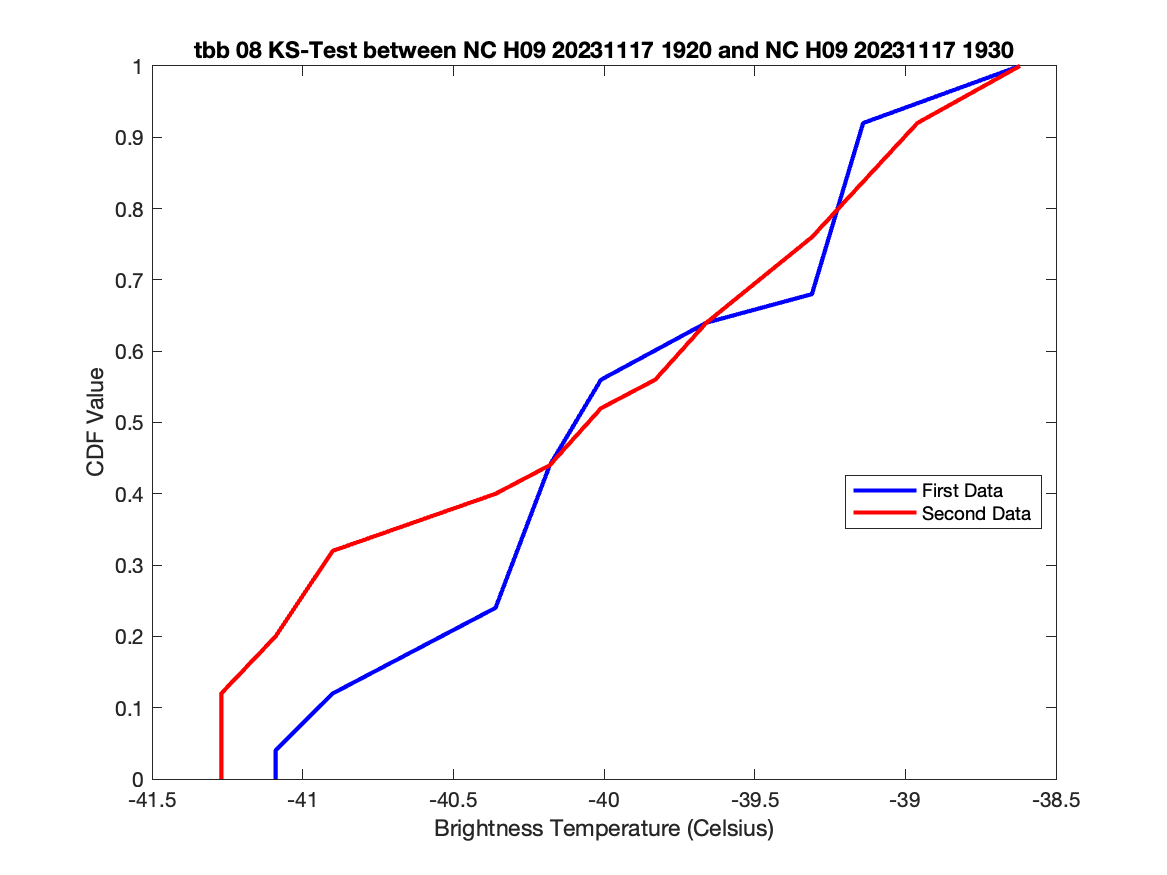 tbb 08 KS-Test between NC H09 20231117 1920 and NC H09 20231117 1930
1
0.9
0.8
0.7
0.6
0.5
0.4
0.3
0.2
0.1
0
CDF Value
First Data
Second Data
-41.5 -41 -40.5 -40 -39.5 -39 -38.5
Brightness Temperature (Celsius)